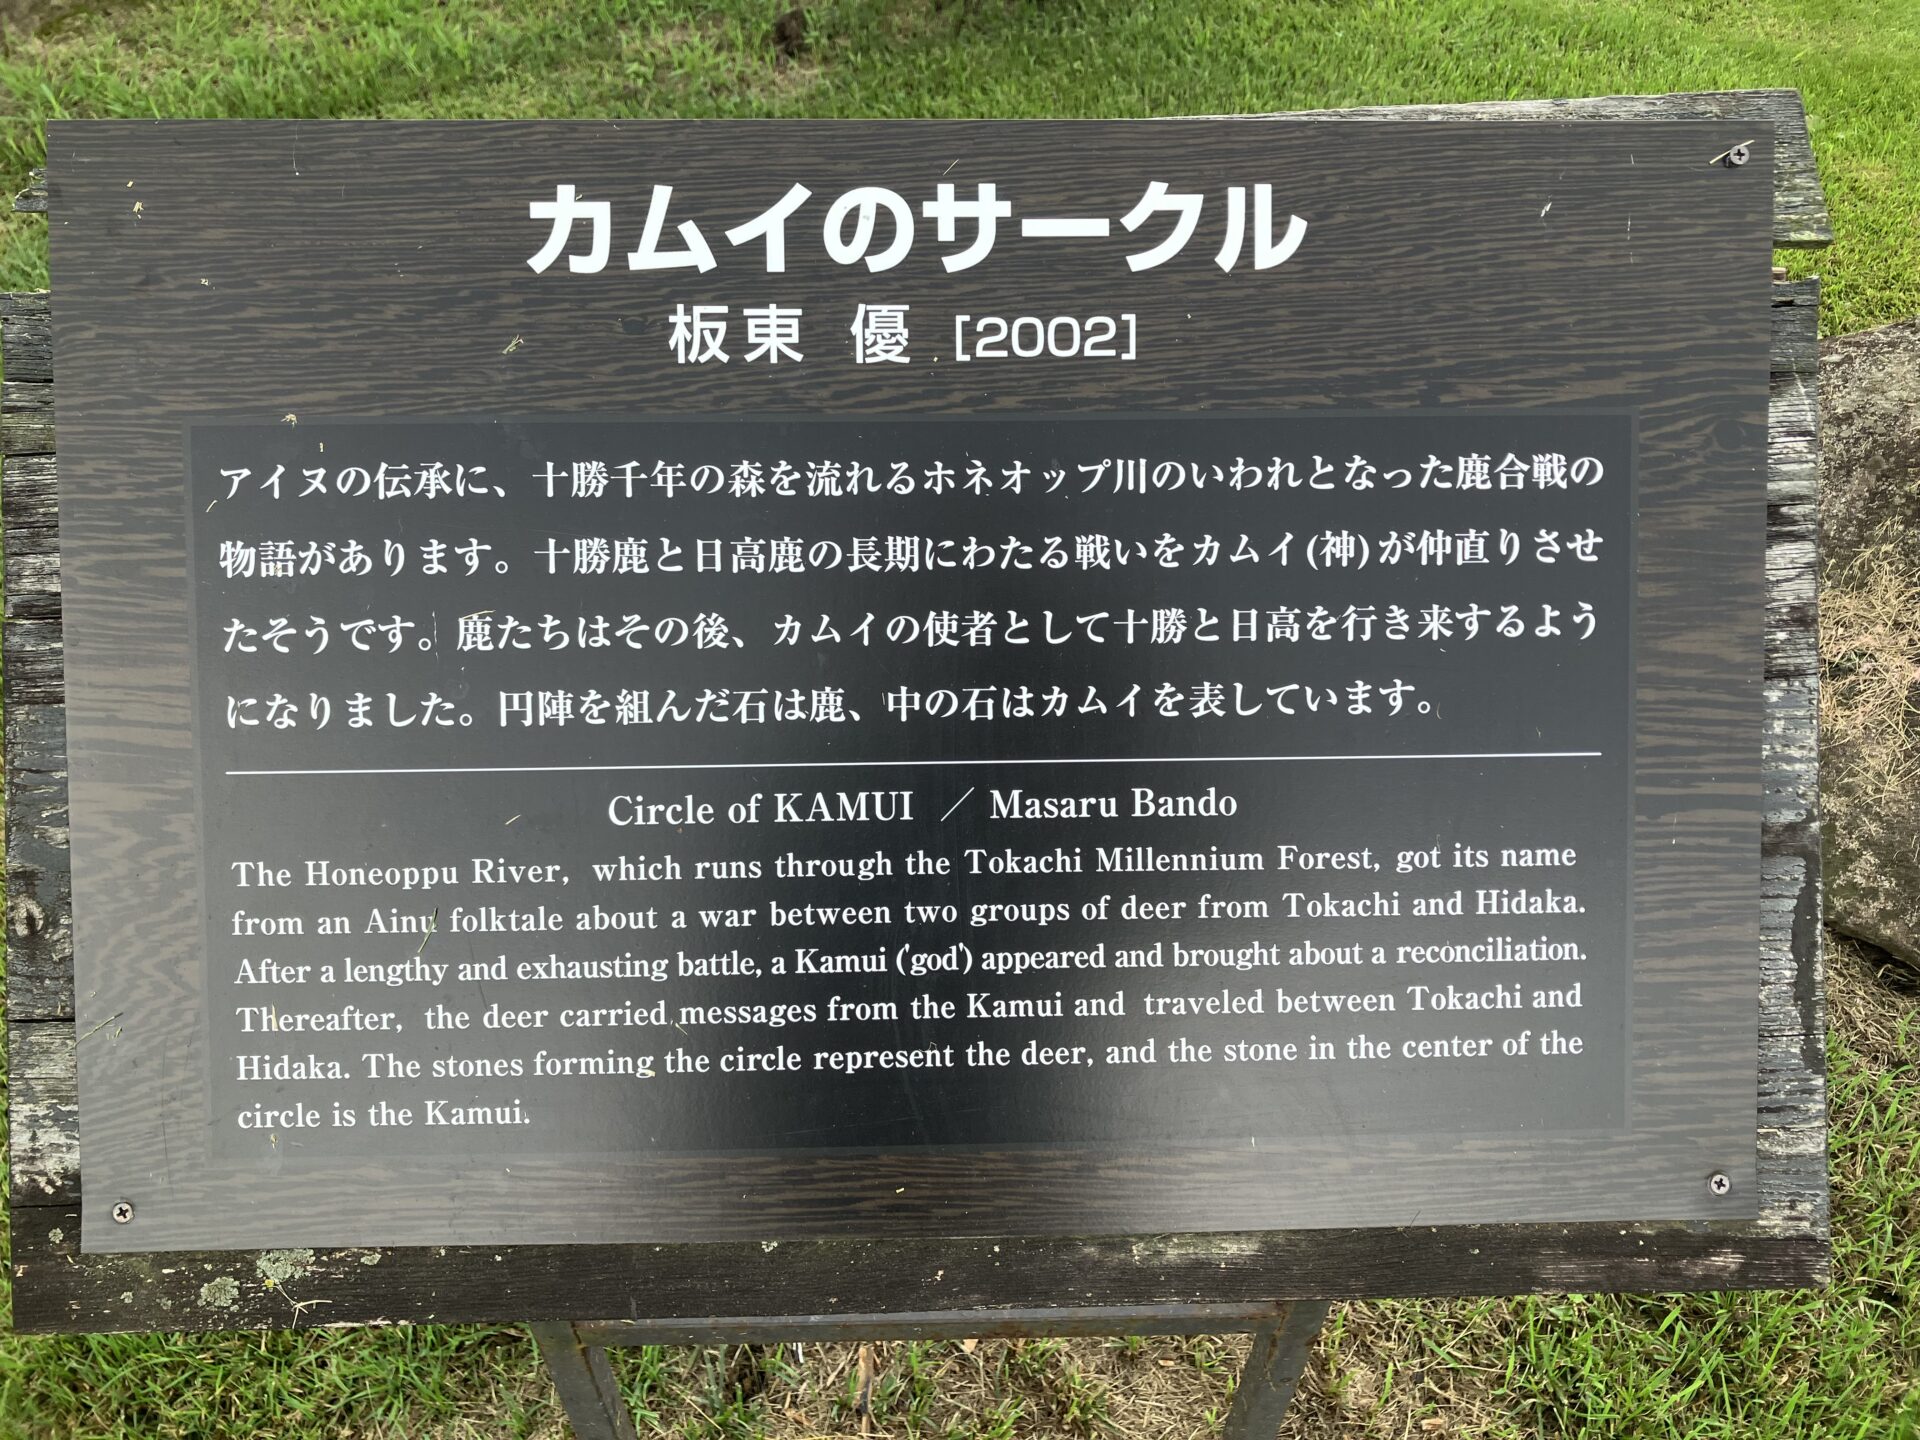 カムイのサークル
板東 優 [2002]
アイヌの伝承に、十勝千年の森を流れるホネオップ川のいわれとなった鹿合戦の
物語があります。十勝鹿と日高鹿の長期にわたる戦いをカムイ(神)が仲直りさせ
たそうです。鹿たちはその後、カムイの使者として十勝と日高を行き来するよう
になりました。円陣を組んだ石は鹿、中の石はカムイを表しています。
Circle of KAMUI ／ Masaru Bando
The Honeoppu River, which runs through the Tokachi Millennium Forest, got its name
from an Ainu folktale about a war between two groups of deer from Tokachi and Hidaka.
After a lengthy and exhausting battle, a Kamui ('god') appeared and brought about a reconciliation.
Thereafter, the deer carried messages from the Kamui and traveled between Tokachi and
Hidaka. The stones forming the circle represent the deer, and the stone in the center of the
circle is the Kamui.